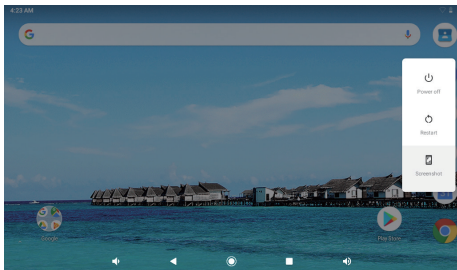 4:23 AM
Power off
Restart
Screenshot
Google
Play Store